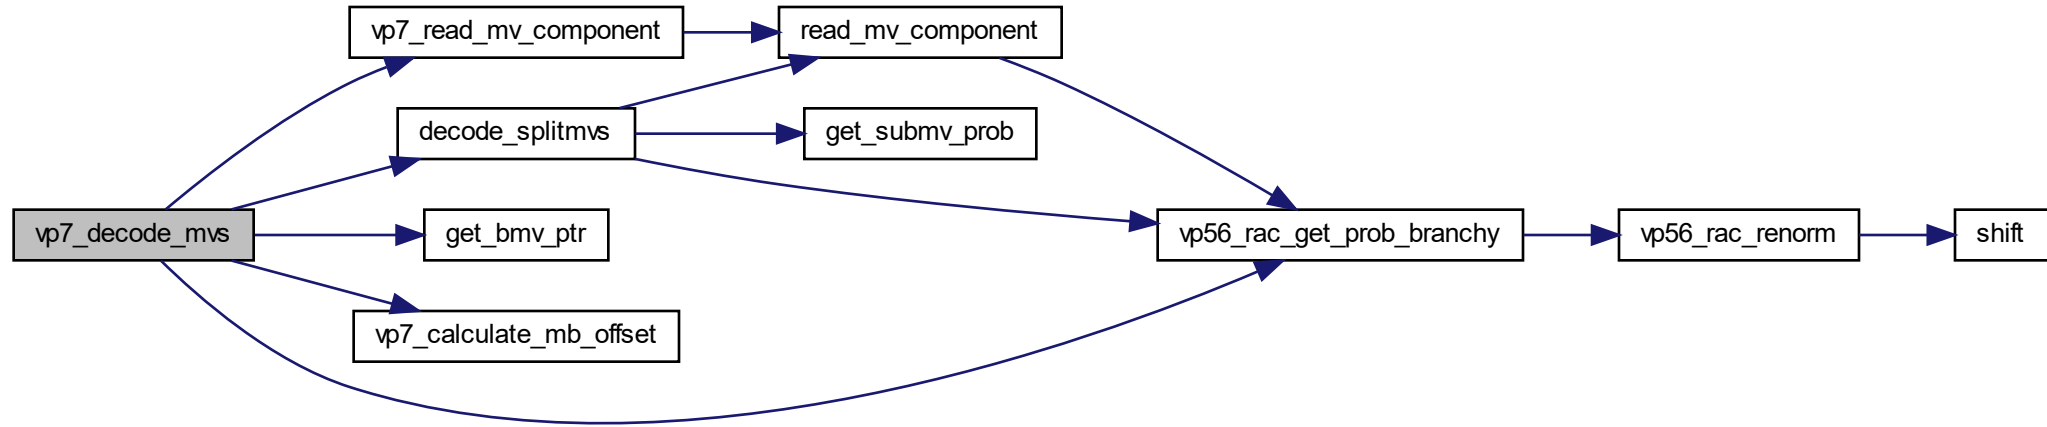 vp7_read_mv_component
read_mv_component
decode_splitmvs
get_submv_prob
vp7_decode_mvs
get_bmv_ptr
vp56_rac_get_prob_branchy
vp56_rac_renorm
shift
vp7_calculate_mb_offset